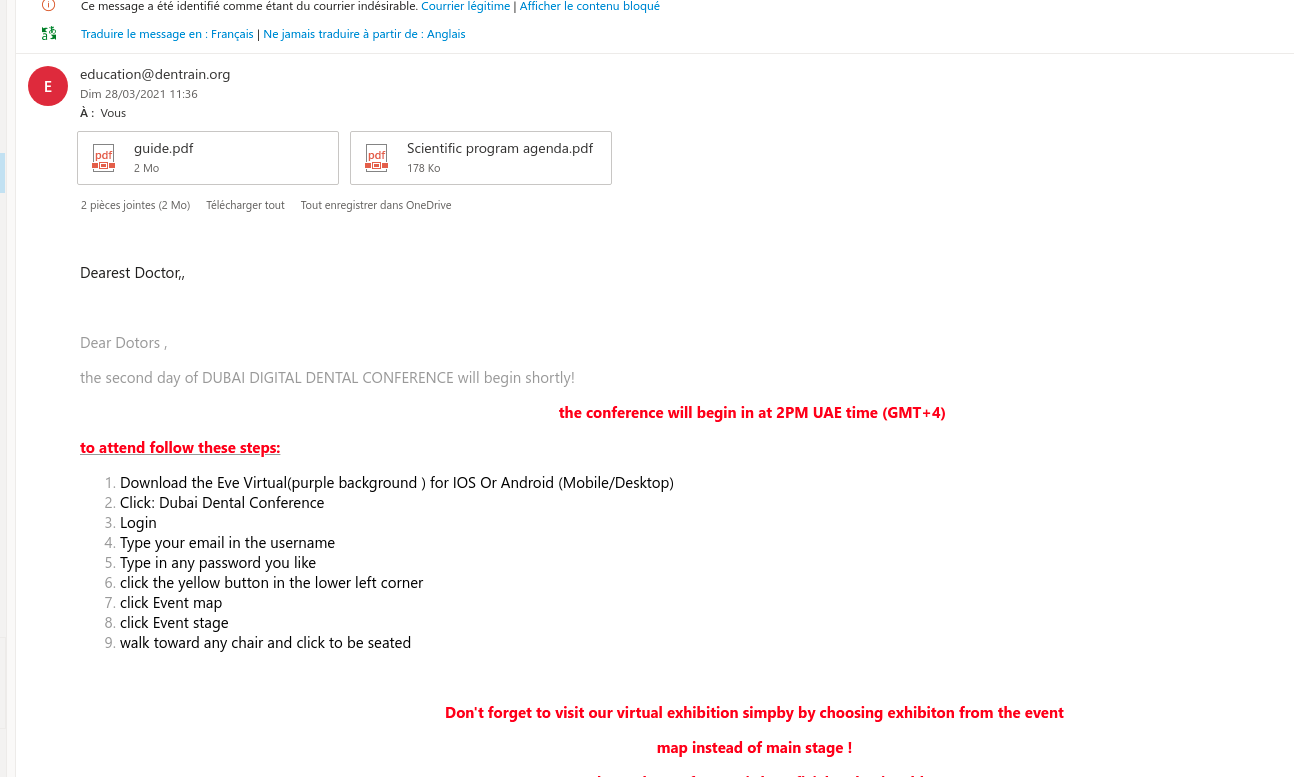 Ce message a été identifié comme étant du courrier indésirable. Courrier légitime | Afficher le contenu bloqué
Traduire le message en : Français | Ne jamais traduire à partir de : Anglais
E
education@dentrain.org
Dim 28/03/2021 11:36
À : Vous
pdf
guide.pdf
2 Mo
pdf
Scientific program agenda.pdf
178 Ko
2 pièces jointes (2 Mo) Télécharger tout Tout enregistrer dans OneDrive
Dearest Doctor,,
Dear Dotors ,
the second day of DUBAI DIGITAL DENTAL CONFERENCE will begin shortly!
the conference will begin in at 2PM UAE time (GMT+4)
to attend follow these steps:
1. Download the Eve Virtual(purple background ) for IOS Or Android (Mobile/Desktop)
2. Click: Dubai Dental Conference
3. Login
4. Type your email in the username
5. Type in any password you like
6. click the yellow button in the lower left corner
7. click Event map
8. click Event stage
9. walk toward any chair and click to be seated
Don't forget to visit our virtual exhibition simpby by choosing exhibiton from the event
map instead of main stage !